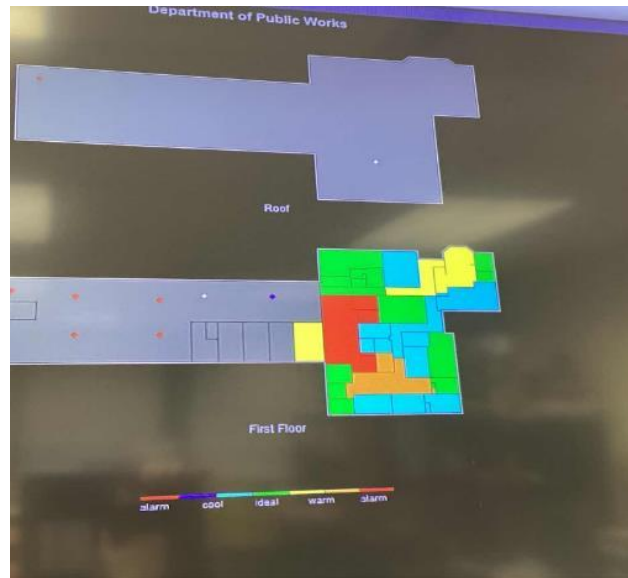 Department of Public Works
Roof
First Floor
alarm cool ideal warm alarm